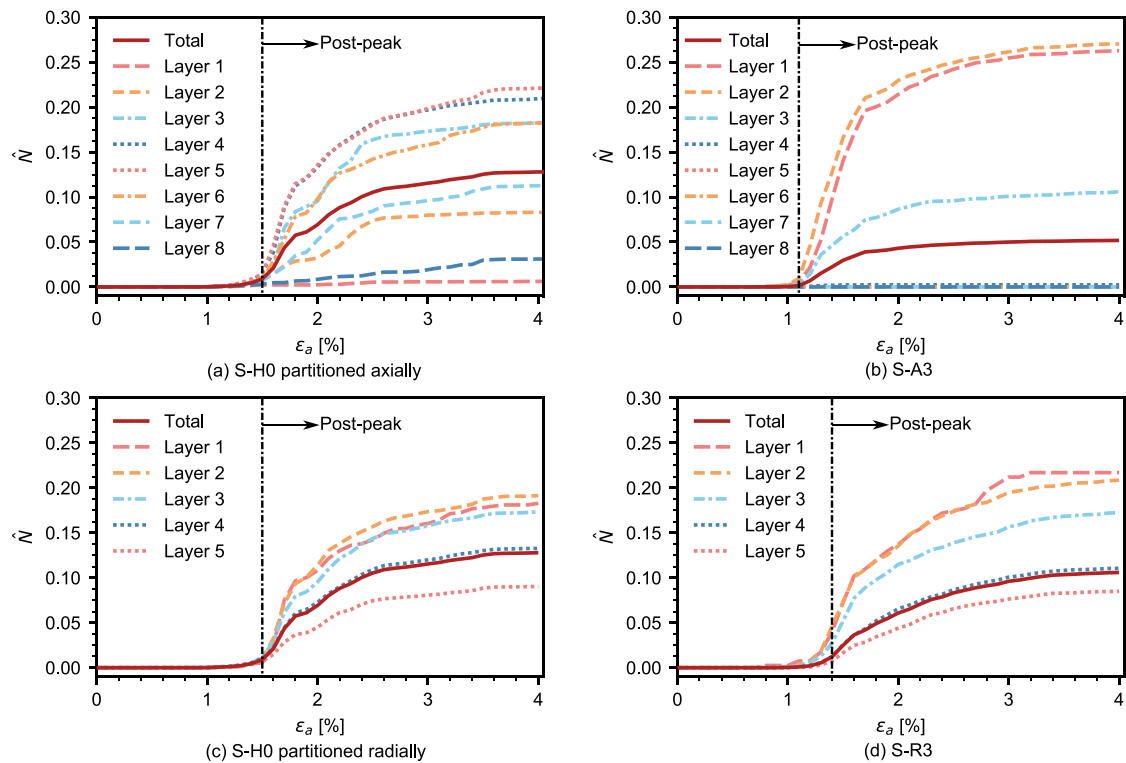 0.30
0.25
0.20
0.15
0.10
0.05
0.00
N̂
Total
Layer 1
Layer 2
Layer 3
Layer 4
Layer 5
Layer 6
Layer 7
Layer 8
Post-peak
0 1 2 3 4
εa [%]
(a) S-H0 partitioned axially
0.30
0.25
0.20
0.15
0.10
0.05
0.00
N̂
Total
Layer 1
Layer 2
Layer 3
Layer 4
Layer 5
Layer 6
Layer 7
Layer 8
Post-peak
0 1 2 3 4
εa [%]
(b) S-A3
0.30
0.25
0.20
0.15
0.10
0.05
0.00
N̂
Total
Layer 1
Layer 2
Layer 3
Layer 4
Layer 5
Post-peak
0 1 2 3 4
εa [%]
(c) S-H0 partitioned radially
0.30
0.25
0.20
0.15
0.10
0.05
0.00
N̂
Total
Layer 1
Layer 2
Layer 3
Layer 4
Layer 5
Post-peak
0 1 2 3 4
εa [%]
(d) S-R3